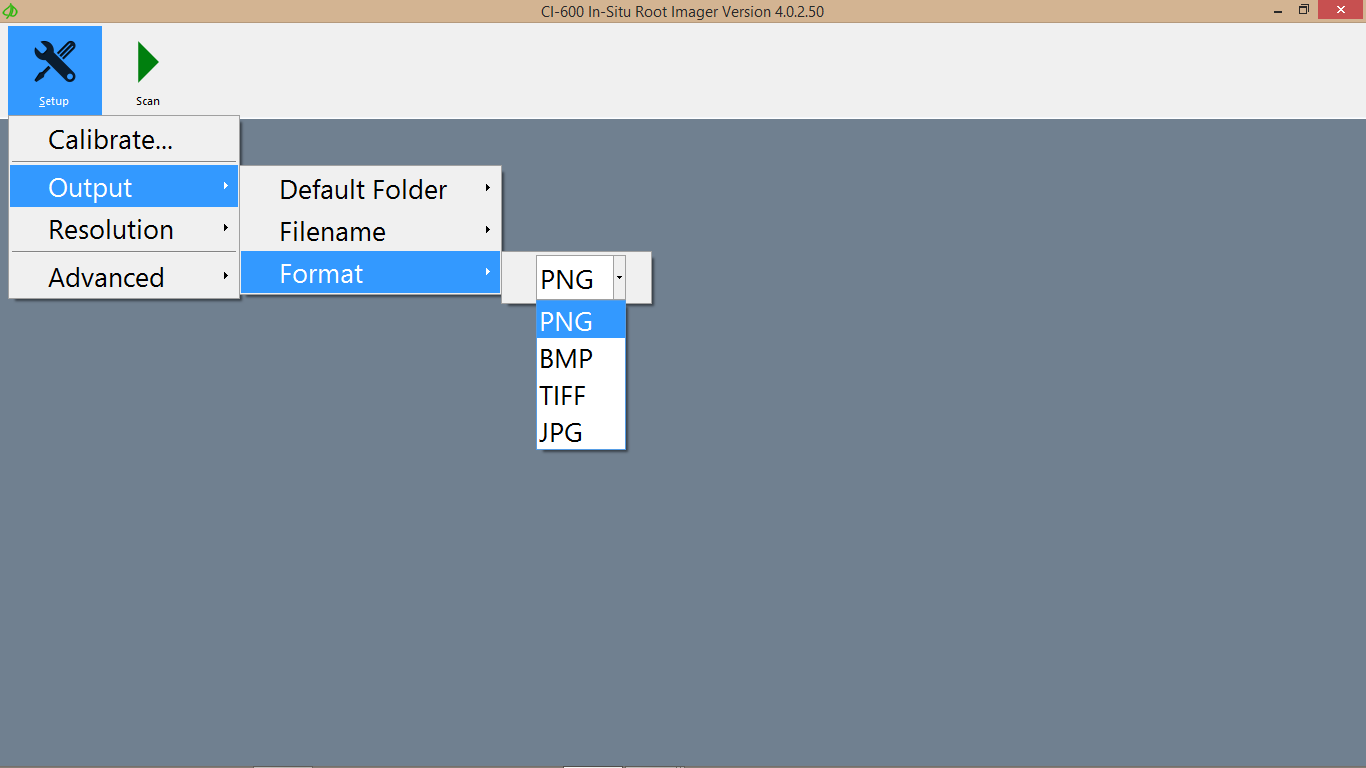 CI-600 In-Situ Root Imager Version 4.0.2.50
Setup
Scan
Calibrate...
Output
Resolution
Advanced
Default Folder
Filename
Format
PNG
PNG
BMP
TIFF
JPG